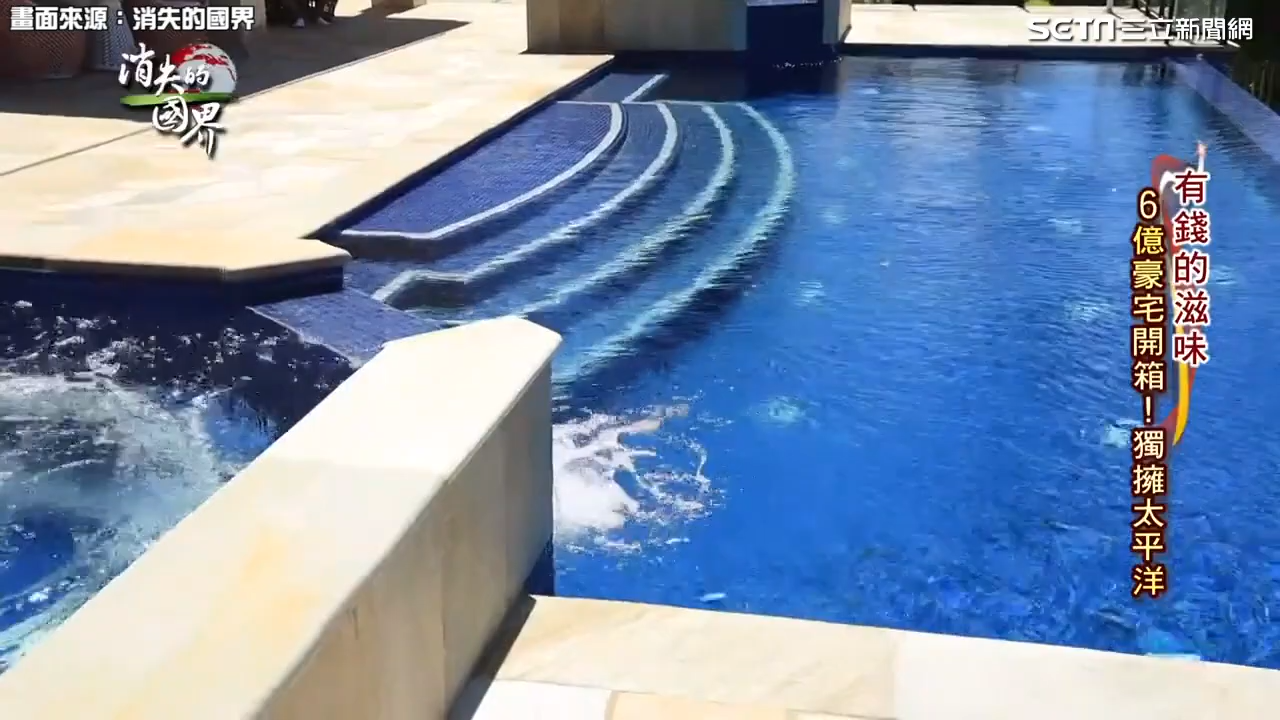 畫面來源：消失的國界
SETN三立新聞網
消失的
國界
有錢的滋味
6億豪宅開箱！獨擁太平洋